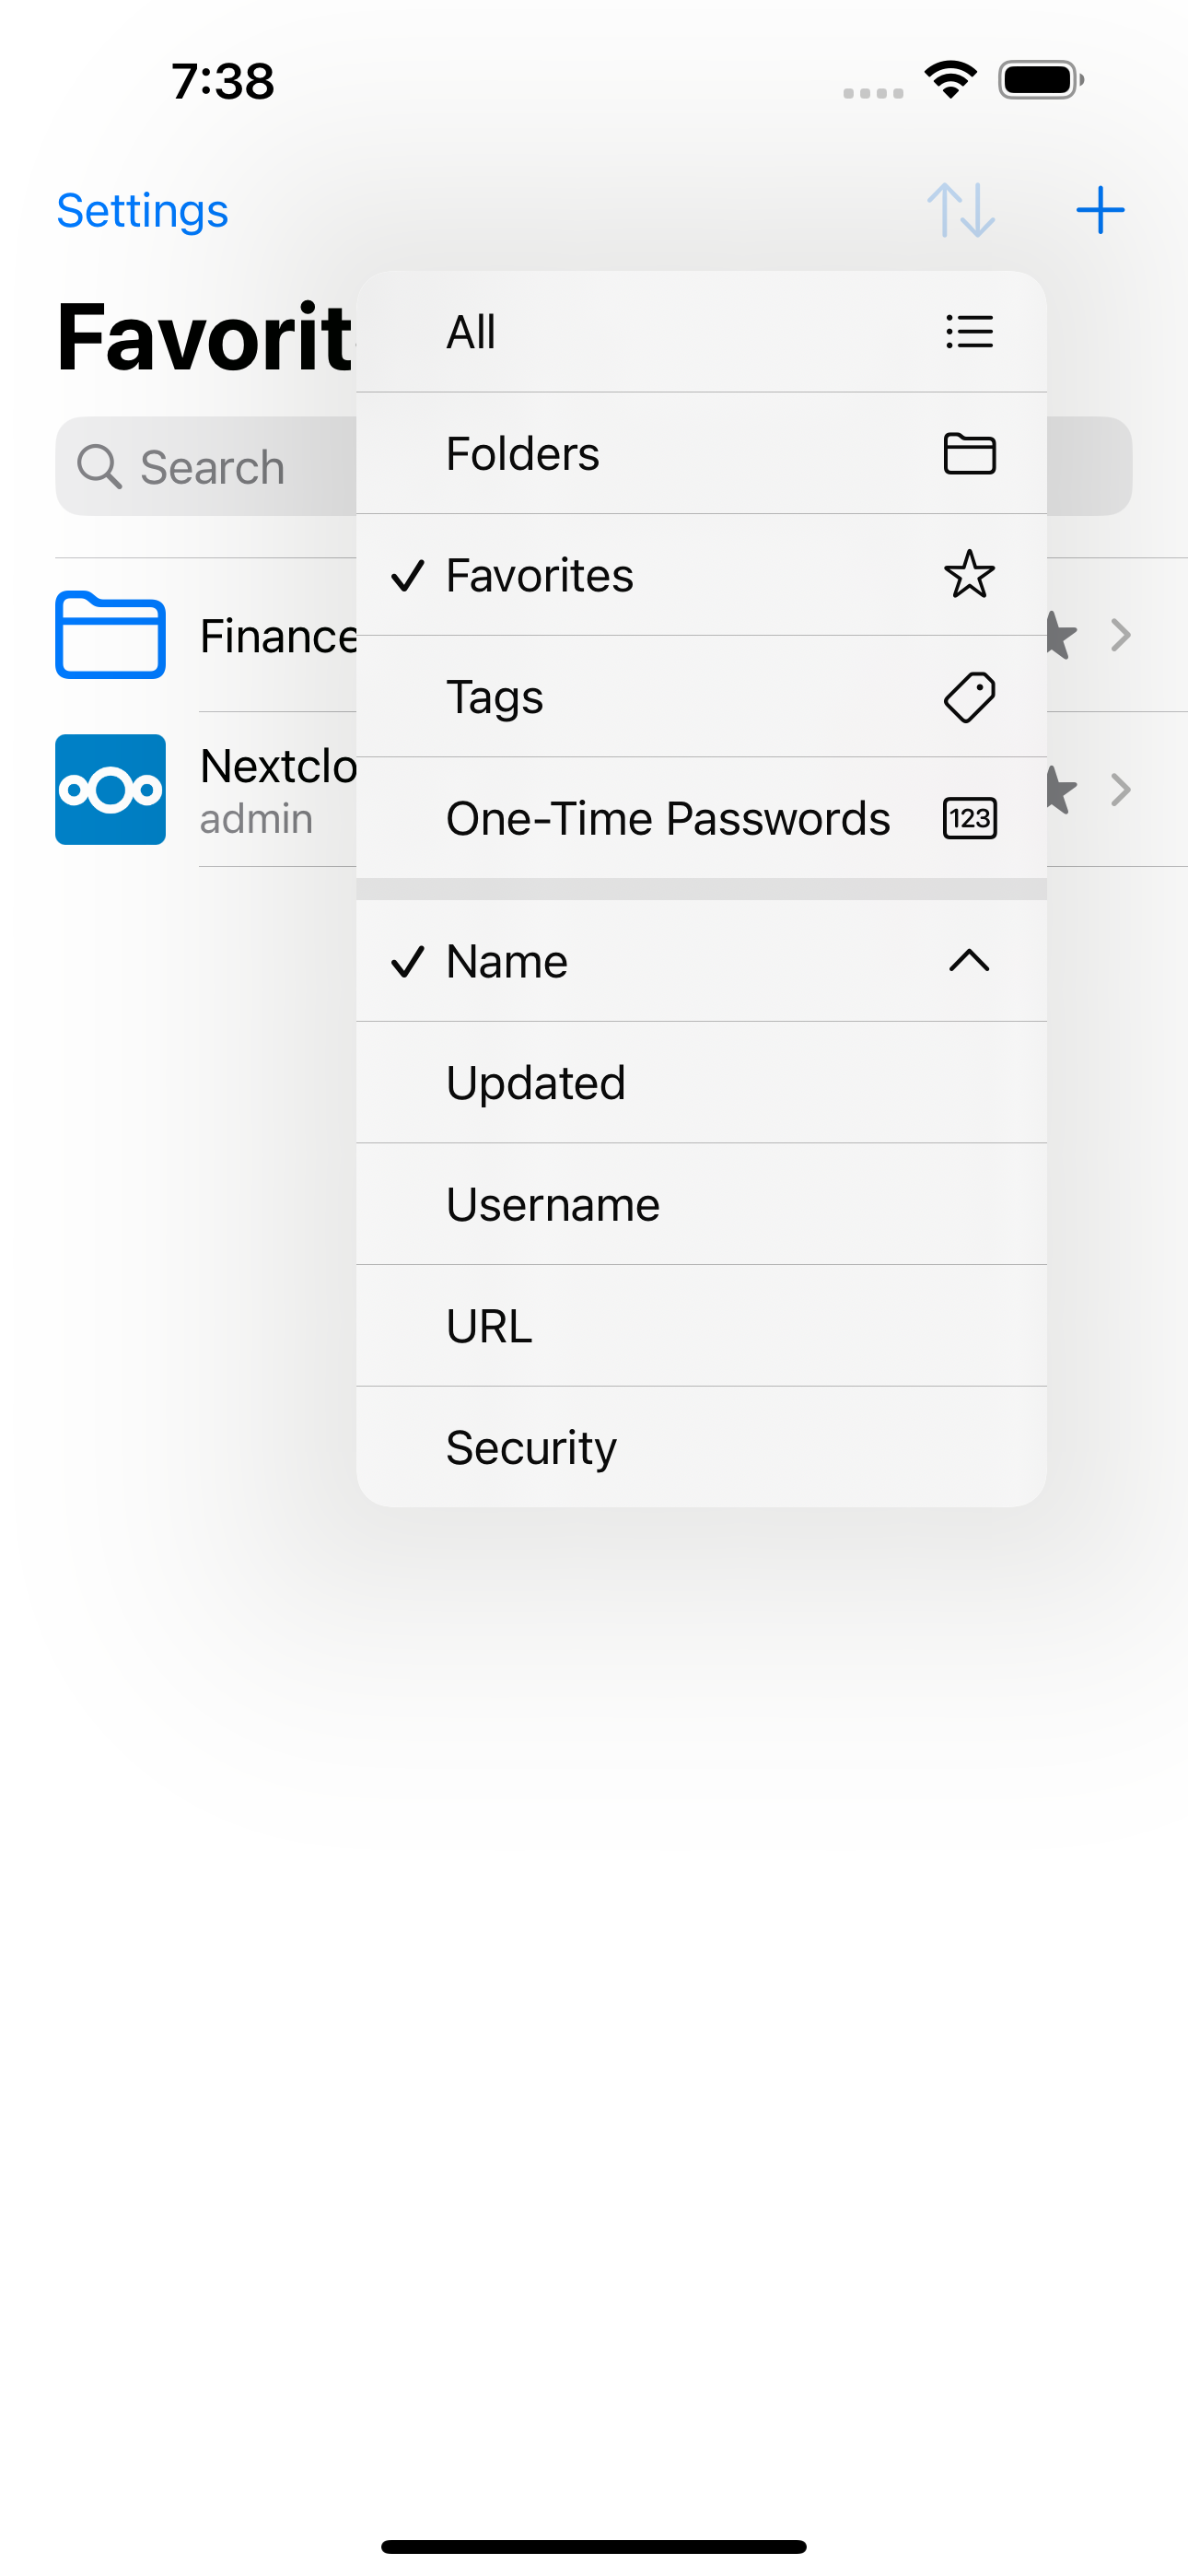 7:38
Settings
Favorit
Search
Finance
Nextclo
admin
All
Folders
Favorites
Tags
One-Time Passwords
123
Name
Updated
Username
URL
Security